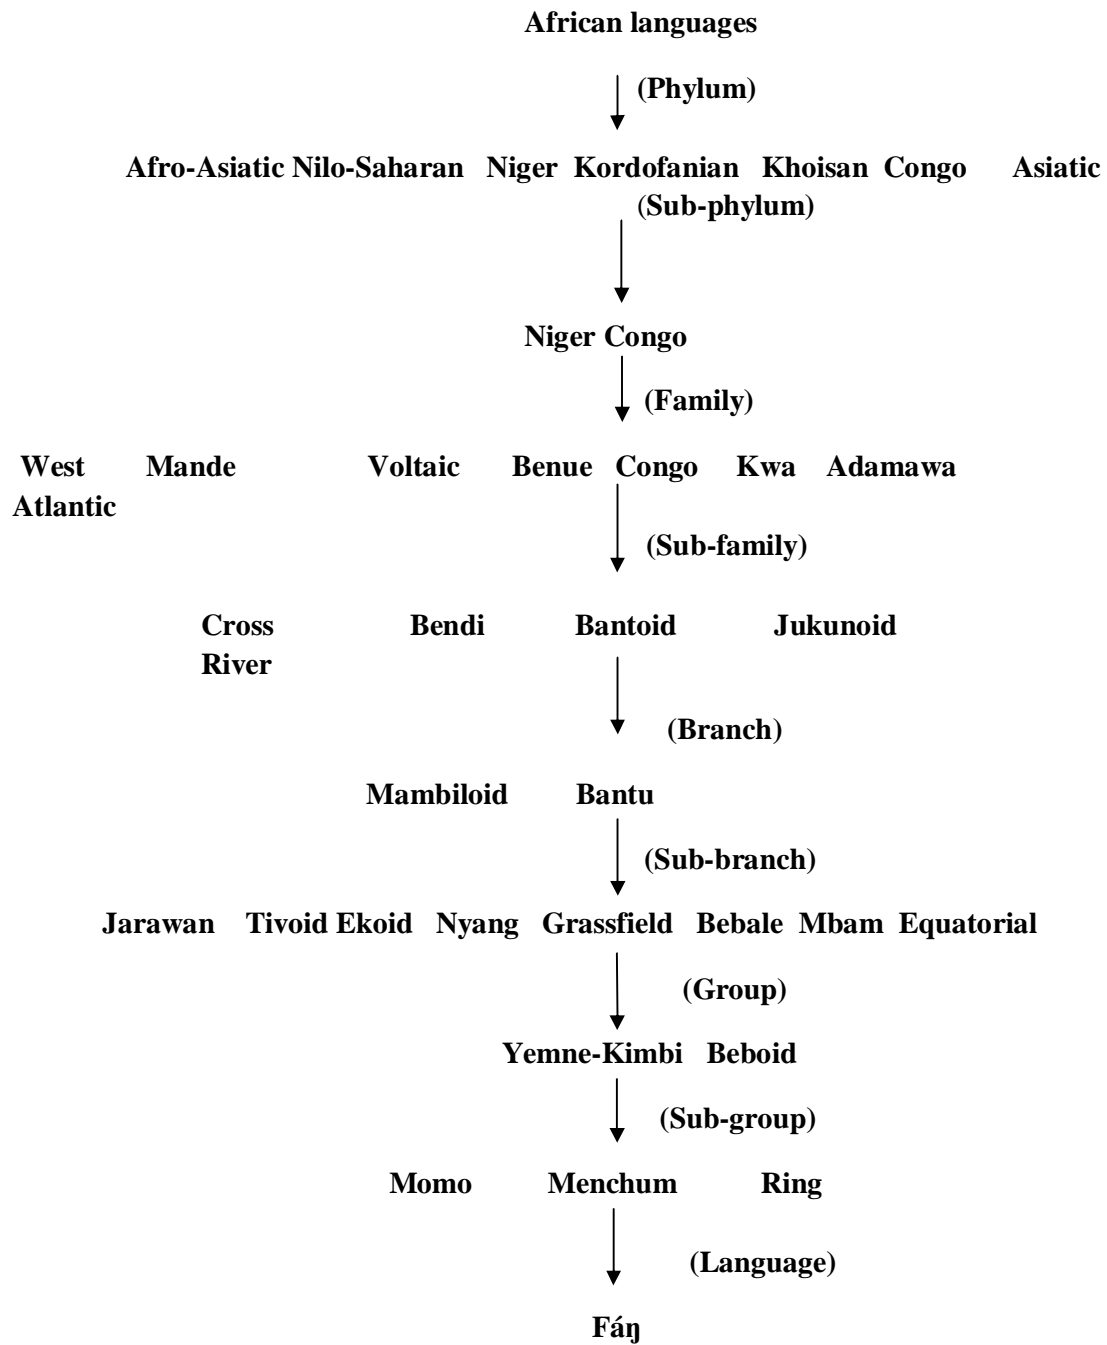 African languages
(Phylum)
Afro-Asiatic Nilo-Saharan Niger Kordofanian Khoisan Congo Asiatic
(Sub-phylum)
Niger Congo
(Family)
West Mande Voltaic Benue Congo Kwa Adamawa
Atlantic
(Sub-family)
Cross Bendi Bantoid Jukunoid
River
(Branch)
Mambiloid Bantu
(Sub-branch)
Jarawan Tivoid Ekoid Nyang Grassfield Bebale Mbam Equatorial
(Group)
Yemne-Kimbi Beboid
(Sub-group)
Momo Menchum Ring
(Language)
Fáŋ